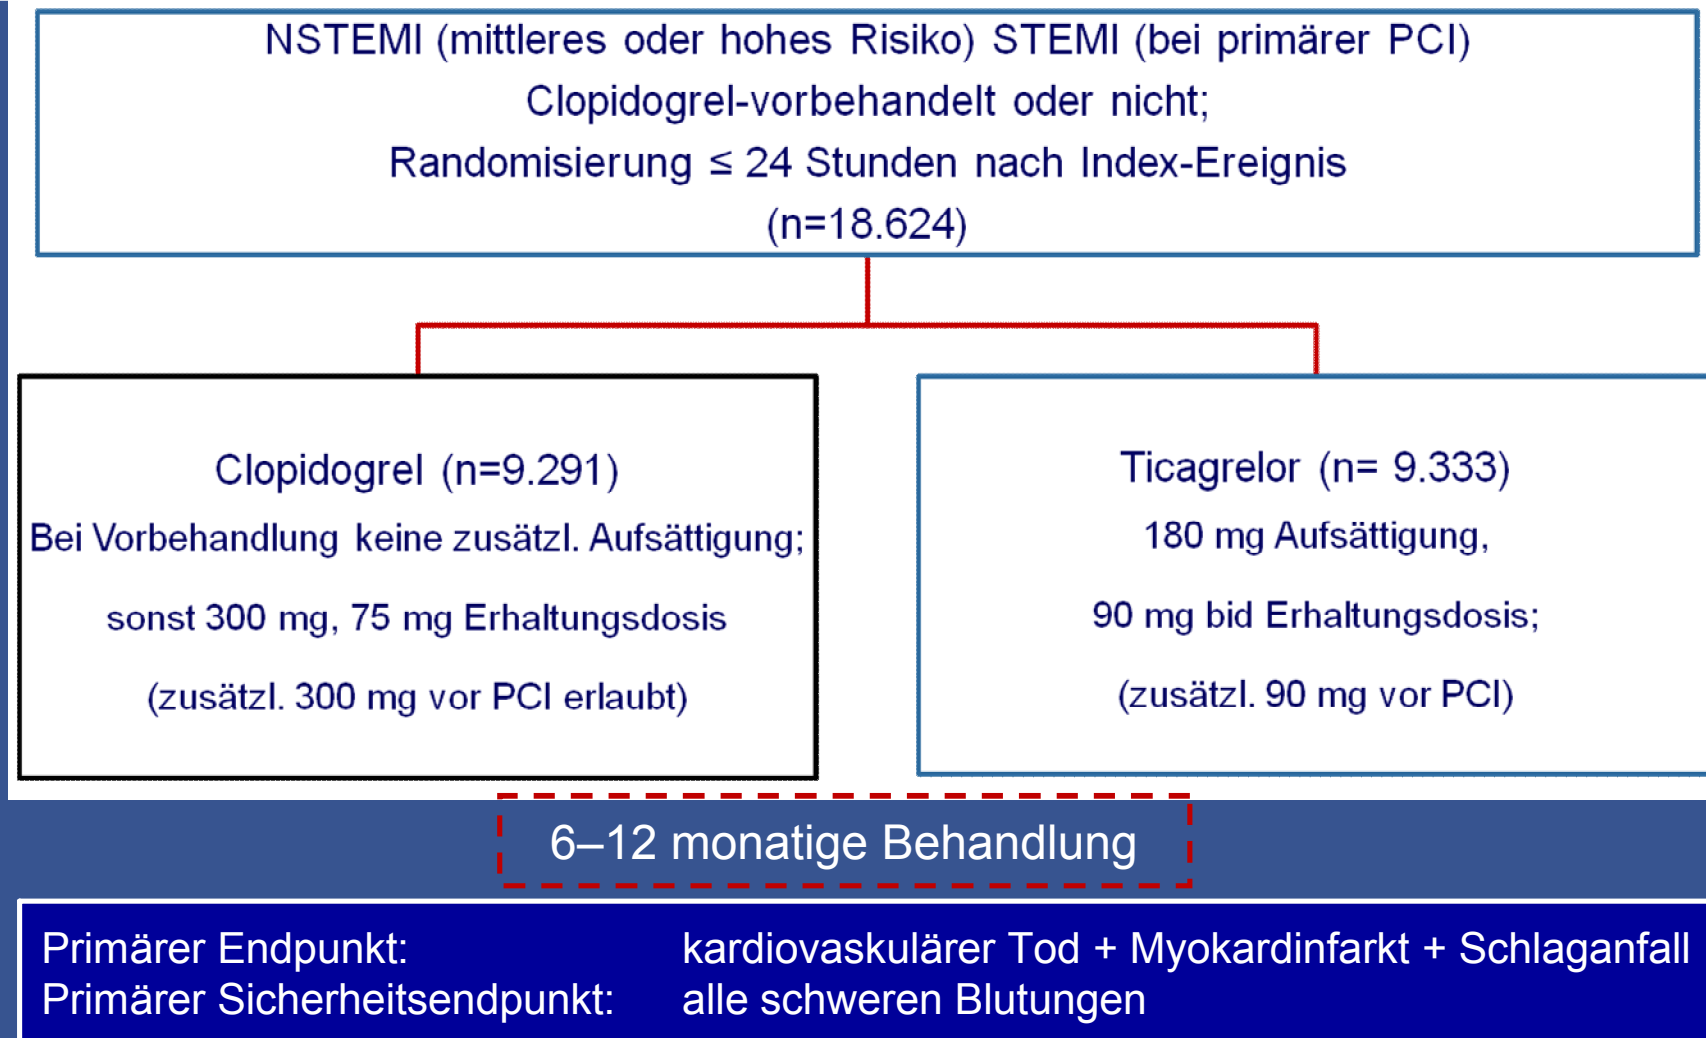 NSTEMI (mittleres oder hohes Risiko) STEMI (bei primärer PCI)
Clopidogrel-vorbehandelt oder nicht;
Randomisierung ≤ 24 Stunden nach Index-Ereignis
(n=18.624)
Clopidogrel (n=9.291)
Bei Vorbehandlung keine zusätzl. Aufsättigung;
sonst 300 mg, 75 mg Erhaltungsdosis
(zusätzl. 300 mg vor PCI erlaubt)
Ticagrelor (n= 9.333)
180 mg Aufsättigung,
90 mg bid Erhaltungsdosis;
(zusätzl. 90 mg vor PCI)
6–12 monatige Behandlung
Primärer Endpunkt: kardiovaskulärer Tod + Myokardinfarkt + Schlaganfall
Primärer Sicherheitsendpunkt: alle schweren Blutungen